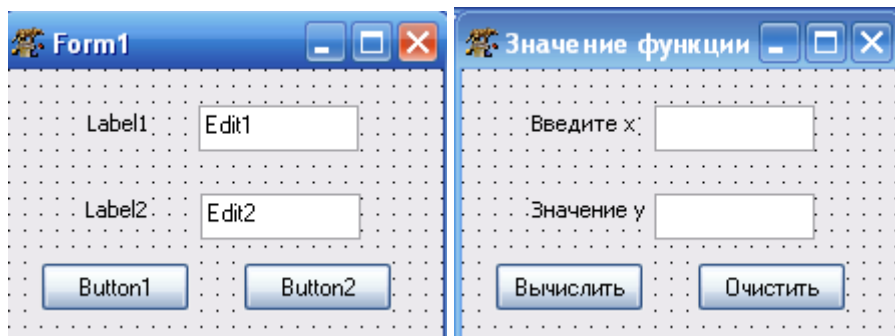 Form1
Label1 Edit1
Label2 Edit2
Button1 Button2
Значение функции
Введите x
Значение y
Вычислить Очистить